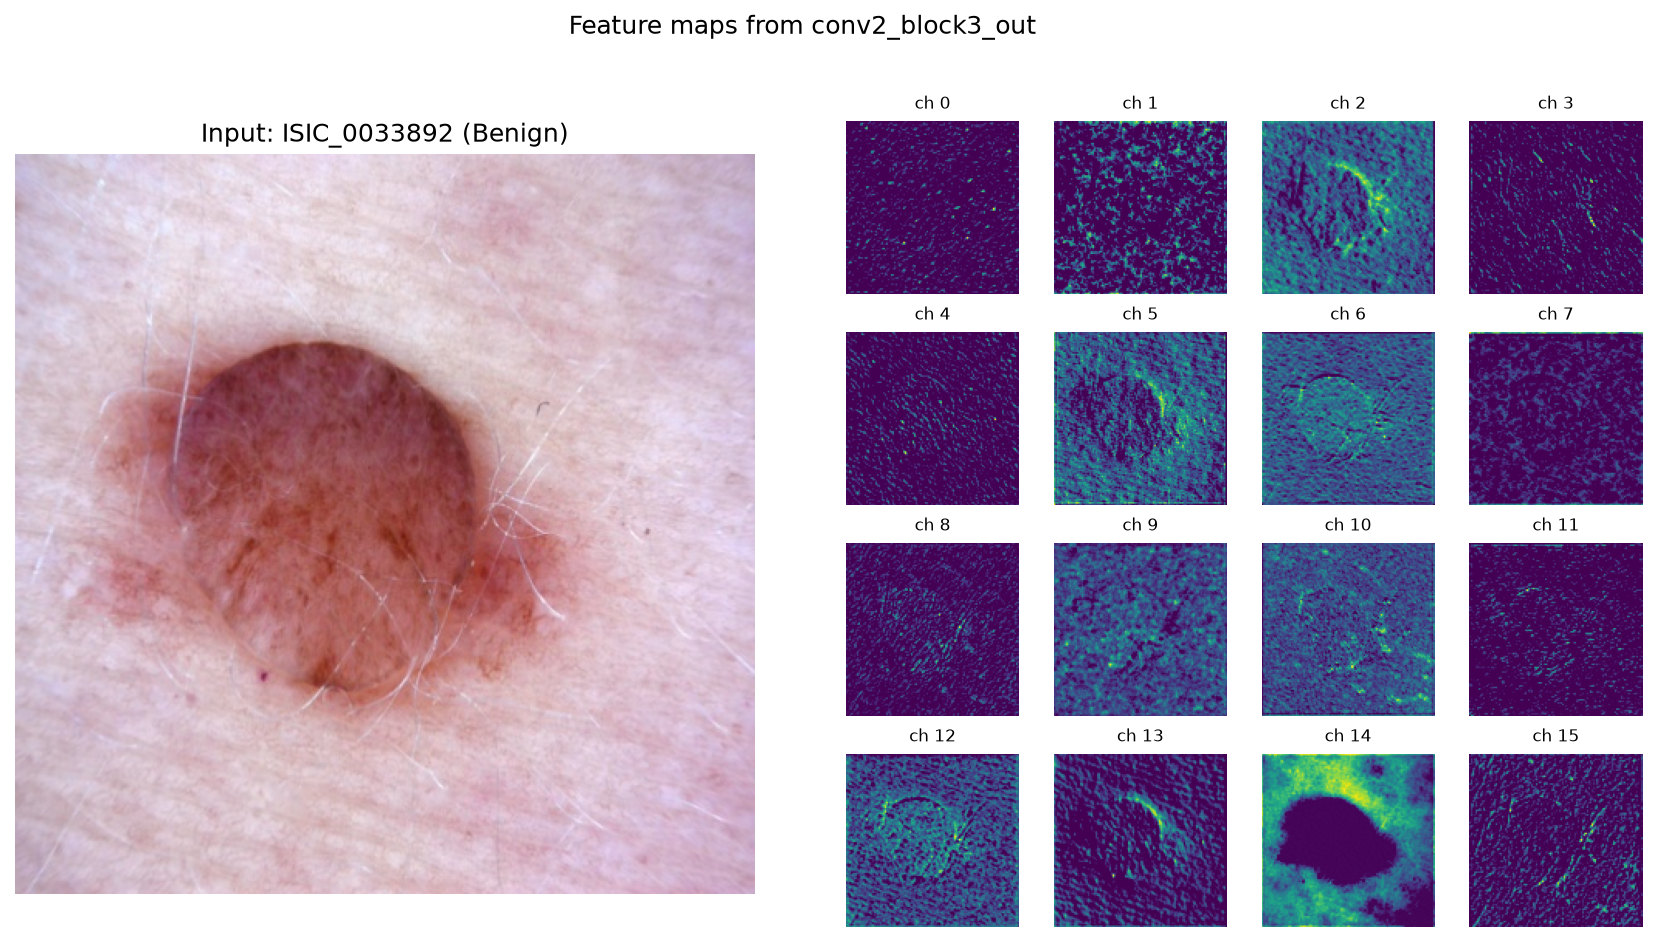 Feature maps from conv2_block3_out
Input: ISIC_0033892 (Benign)
ch 0
ch 1
ch 2
ch 3
ch 4
ch 5
ch 6
ch 7
ch 8
ch 9
ch 10
ch 11
ch 12
ch 13
ch 14
ch 15